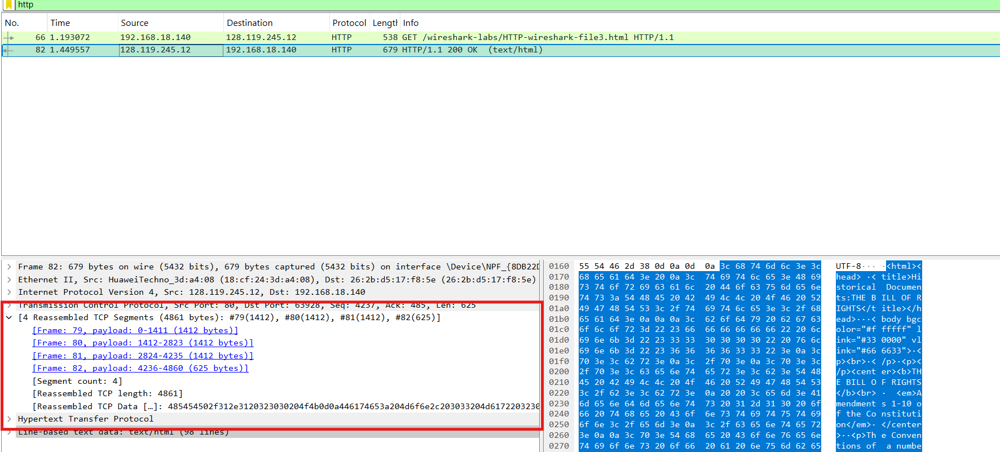 http
No. Time Source Destination Protocol Lengt Info
66 1.193072 192.168.18.140 128.119.245.12 HTTP 538 GET /wireshark-labs/HTTP-wireshark-file3.html HTTP/1.1
82 1.449557 128.119.245.12 192.168.18.140 HTTP 679 HTTP/1.1 200 OK  (text/html)
Frame 82: 679 bytes on wire (5432 bits), 679 bytes captured (5432 bits) on interface \Device\NPF_{8DB22D
Ethernet II, Src: HuaweiTechno_3d:a4:08 (18:cf:24:3d:a4:08), Dst: 26:2b:d5:17:f8:5e (26:2b:d5:17:f8:5e)
Internet Protocol Version 4, Src: 128.119.245.12, Dst: 192.168.18.140
Transmission Control Protocol, Src Port: 80, Dst Port: 63928, Seq: 4237, Ack: 485, Len: 625
[4 Reassembled TCP Segments (4861 bytes): #79(1412), #80(1412), #81(1412), #82(625)]
[Frame: 79, payload: 0-1411 (1412 bytes)]
[Frame: 80, payload: 1412-2823 (1412 bytes)]
[Frame: 81, payload: 2824-4235 (1412 bytes)]
[Frame: 82, payload: 4236-4860 (625 bytes)]
[Segment count: 4]
[Reassembled TCP length: 4861]
[Reassembled TCP Data […]: 485454502f312e3120323030204f4b0d0a446174653a204d6f6e2c203033204d6172203230
Hypertext Transfer Protocol
Line-based text data: text/html (98 lines)
0160 55 54 46 2d 38 0d 0a 0d 0a 3c 68 74 6d 6c 3e 3c UTF-8···· <html><
0170 68 65 61 64 3e 20 0a 3c 74 69 74 6c 65 3e 48 69 head> ·< title>Hi
0180 73 74 6f 72 69 63 61 6c 20 44 6f 63 75 6d 65 6e storical  Documen
0190 74 73 3a 54 48 45 20 42 49 4c 4c 20 4f 46 20 52 ts:THE B ILL OF R
01a0 49 47 48 54 53 3c 2f 74 69 74 6c 65 3e 3c 2f 68 IGHTS</t itle></h
01b0 65 61 64 3e 0a 0a 0a 3c 62 6f 64 79 20 62 67 63 ead>···< body bgc
01c0 6f 6c 6f 72 3d 22 23 66 66 66 66 66 66 22 20 6c olor="#f fffff" l
01d0 69 6e 6b 3d 22 23 33 33 30 30 30 30 22 20 76 6c ink="#33 0000" vl
01e0 69 6e 6b 3d 22 23 36 36 36 36 33 33 22 3e 0a 3c ink="#66 6633">·<
01f0 70 3e 3c 62 72 3e 0a 3c 2f 70 3e 0a 3c 70 3e 3c p><br>·< /p>·<p><
0200 2f 70 3e 3c 63 65 6e 74 65 72 3e 3c 62 3e 54 48 /p><cent er><b>TH
0210 45 20 42 49 4c 4c 20 4f 46 20 52 49 47 48 54 53 E BILL O F RIGHTS
0220 3c 2f 62 3e 3c 62 72 3e 0a 20 20 3c 65 6d 3e 41 </b><br> ·  <em>A
0230 6d 65 6e 64 6d 65 6e 74 73 20 31 2d 31 30 20 6f mendment s 1-10 o
0240 66 20 74 68 65 20 43 6f 6e 73 74 69 74 75 74 69 f the Co nstituti
0250 6f 6e 3c 2f 65 6d 3e 0a 3c 2f 63 65 6e 74 65 72 on</em>· </center
0260 3e 0a 0a 3c 70 3e 54 68 65 20 43 6f 6e 76 65 6e >··<p>Th e Conven
0270 74 69 6f 6e 73 20 6f 66 20 61 20 6e 75 6d 62 65 tions of  a numbe